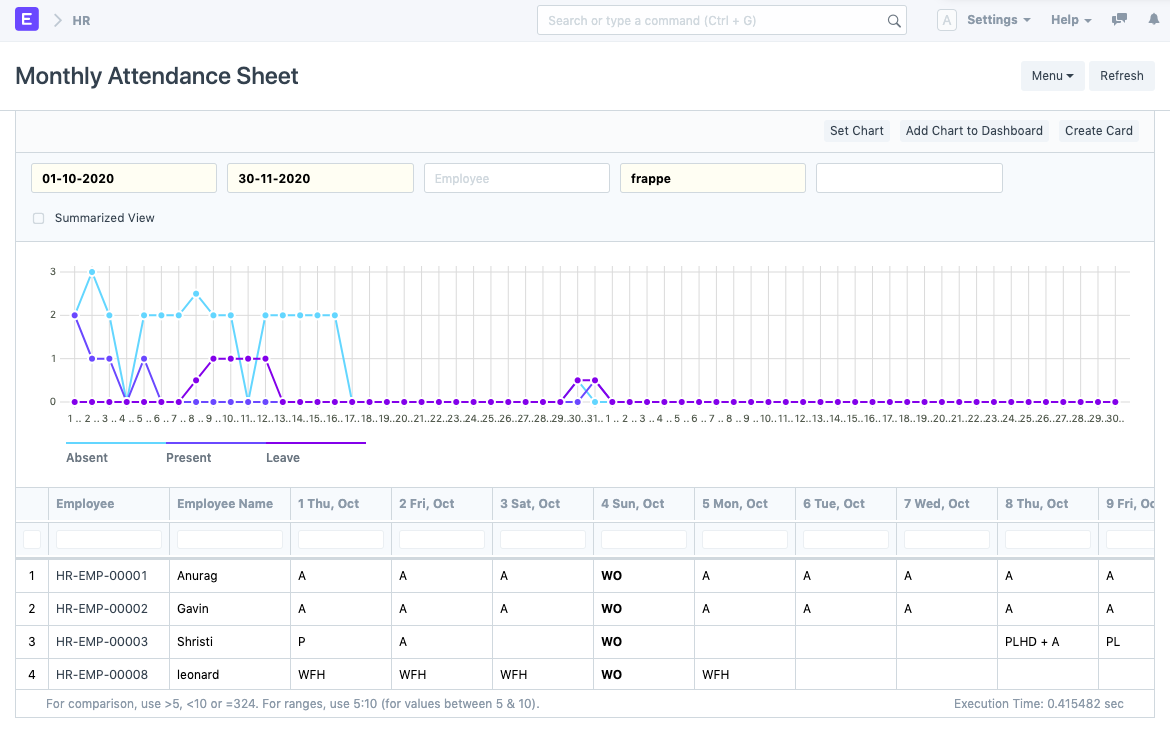 E > HR Search or type a command (Ctrl + G) A Settings Help
Monthly Attendance Sheet Menu Refresh
Set Chart Add Chart to Dashboard Create Card
01-10-2020 30-11-2020 Employee frappe
Summarized View
3
2
1
0
1 .. 2 .. 3 .. 4 .. 5 .. 6 .. 7 .. 8 .. 9 .. 10.. 11.. 12.. 13.. 14.. 15.. 16.. 17.. 18.. 19.. 20.. 21.. 22.. 23.. 24.. 25.. 26.. 27.. 28.. 29.. 30.. 31.. 1 .. 2 .. 3 .. 4 .. 5 .. 6 .. 7 .. 8 .. 9 .. 10.. 11.. 12.. 13.. 14.. 15.. 16.. 17.. 18.. 19.. 20.. 21.. 22.. 23.. 24.. 25.. 26.. 27.. 28.. 29.. 30..
Absent Present Leave
Employee Employee Name 1 Thu, Oct 2 Fri, Oct 3 Sat, Oct 4 Sun, Oct 5 Mon, Oct 6 Tue, Oct 7 Wed, Oct 8 Thu, Oct 9 Fri, Oc
1 HR-EMP-00001 Anurag A A A WO A A A A A
2 HR-EMP-00002 Gavin A A A WO A A A A A
3 HR-EMP-00003 Shristi P A WO PLHD + A PL
4 HR-EMP-00008 leonard WFH WFH WFH WO WFH
For comparison, use >5, <10 or =324. For ranges, use 5:10 (for values between 5 & 10). Execution Time: 0.415482 sec